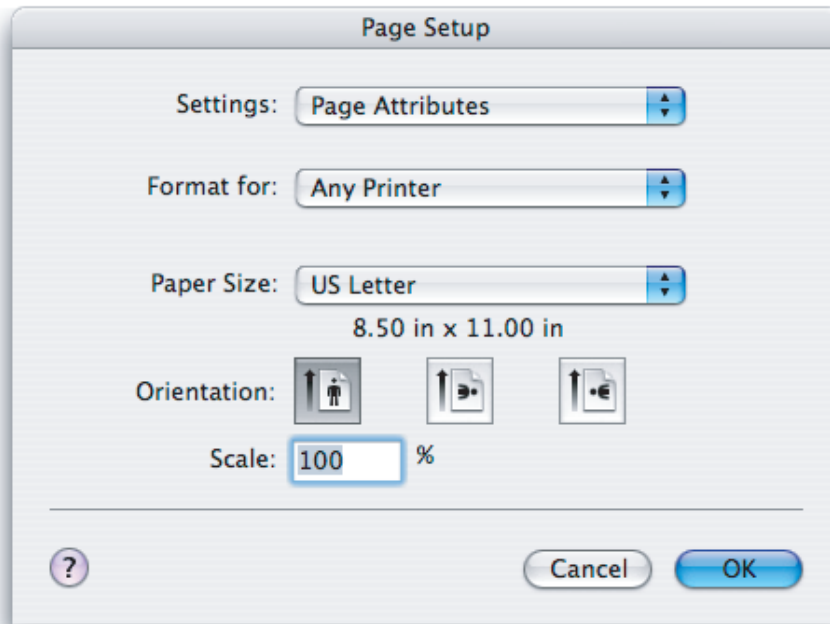 Page Setup
Settings: Page Attributes
Format for: Any Printer
Paper Size: US Letter
8.50 in x 11.00 in
Orientation:
Scale: 100 %
? Cancel OK